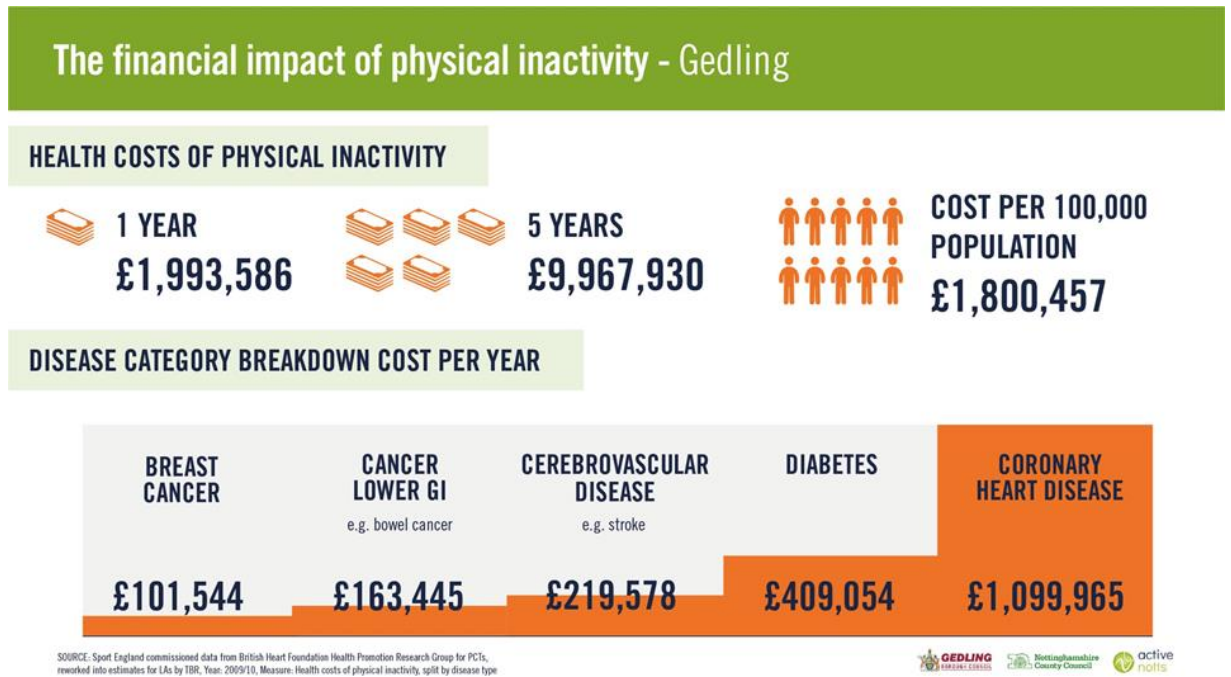 The financial impact of physical inactivity - Gedling
HEALTH COSTS OF PHYSICAL INACTIVITY
1 YEAR
£1,993,586
5 YEARS
£9,967,930
COST PER 100,000
POPULATION
£1,800,457
DISEASE CATEGORY BREAKDOWN COST PER YEAR
BREAST
CANCER
£101,544
CANCER
LOWER GI
e.g. bowel cancer
£163,445
CEREBROVASCULAR
DISEASE
e.g. stroke
£219,578
DIABETES
£409,054
CORONARY
HEART DISEASE
£1,099,965
SOURCE: Sport England commissioned data from British Heart Foundation Health Promotion Research Group for PCTs,
reworked into estimates for LAs by TBR, Year: 2009/10, Measure: Health costs of physical inactivity, split by disease type
GEDLING
BOROUGH COUNCIL
Nottinghamshire
County Council
active
notts